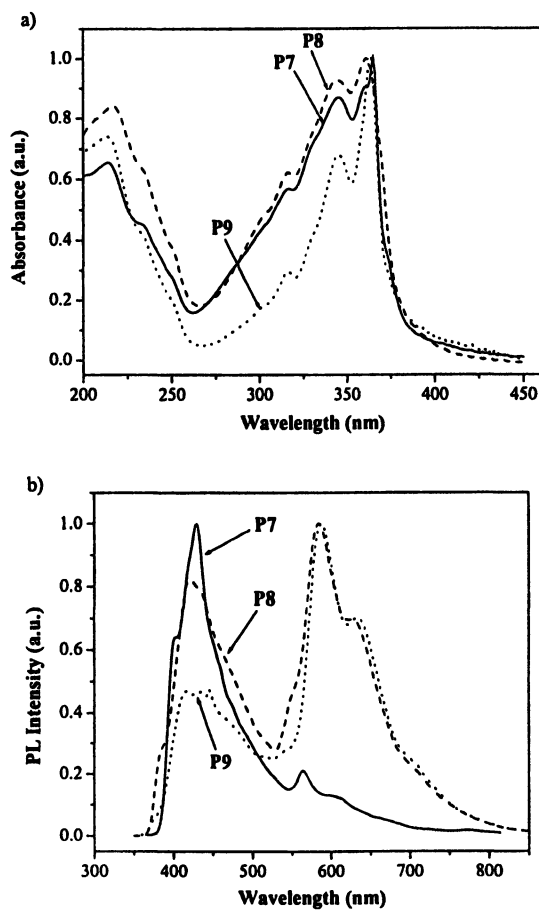 a)
P8
P7
P9
1.0
0.8
0.6
0.4
0.2
0.0
Absorbance (a.u.)
200 250 300 350 400 450
Wavelength (nm)
b)
P7
P8
P9
1.0
0.8
0.6
0.4
0.2
0.0
PL Intensity (a.u.)
300 400 500 600 700 800
Wavelength (nm)